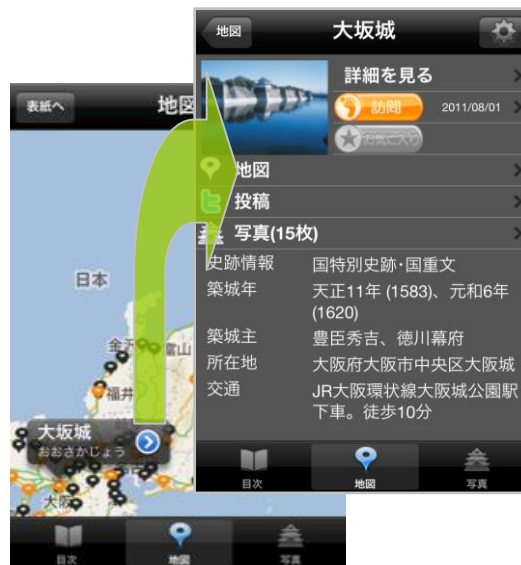 地図
大坂城
詳細を見る
訪問
2011/08/01
お気に入り
地図
投稿
写真(15枚)
史跡情報
国特別史跡・国重文
築城年
天正11年 (1583)、元和6年
(1620)
築城主
豊臣秀吉、徳川幕府
所在地
大阪府大阪市中央区大阪城
交通
JR大阪環状線大阪城公園駅
下車。徒歩10分
目次
地図
写真
表紙へ
地図
日本
金沢
富山
福井
大坂城
おおさかじょう
大阪
目次
地図
写真